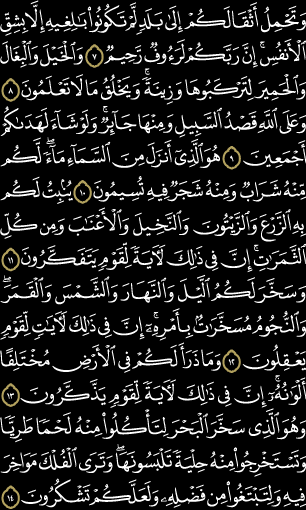 وَتَحْمِلُ أَثْقَالَكُمْ إِلَىٰ بَلَدٍ لَّمْ تَكُونُوا۟ بَٰلِغِيهِ إِلَّا بِشِقِّ
ٱلْأَنفُسِ ۚ إِنَّ رَبَّكُمْ لَرَءُوفٌ رَّحِيمٌ ٧ وَٱلْخَيْلَ وَٱلْبِغَالَ
وَٱلْحَمِيرَ لِتَرْكَبُوهَا وَزِينَةً ۚ وَيَخْلُقُ مَا لَا تَعْلَمُونَ ٨
وَعَلَى ٱللَّهِ قَصْدُ ٱلسَّبِيلِ وَمِنْهَا جَآئِرٌ ۚ وَلَوْ شَآءَ لَهَدَىٰكُمْ
أَجْمَعِينَ ٩ هُوَ ٱلَّذِىٓ أَنزَلَ مِنَ ٱلسَّمَآءِ مَآءً ۖ لَّكُم
مِّنْهُ شَرَابٌ وَمِنْهُ شَجَرٌ فِيهِ تُسِيمُونَ ١٠ يُنۢبِتُ لَكُم
بِهِ ٱلزَّرْعَ وَٱلزَّيْتُونَ وَٱلنَّخِيلَ وَٱلْأَعْنَٰبَ وَمِن كُلِّ
ٱلثَّمَرَٰتِ ۗ إِنَّ فِى ذَٰلِكَ لَءَايَةً لِّقَوْمٍ يَتَفَكَّرُونَ ١١
وَسَخَّرَ لَكُمُ ٱلَّيْلَ وَٱلنَّهَارَ وَٱلشَّمْسَ وَٱلْقَمَرَ ۖ
وَٱلنُّجُومُ مُسَخَّرَٰتٌۢ بِأَمْرِهِۦٓ ۗ إِنَّ فِى ذَٰلِكَ لَءَايَٰتٍ لِّقَوْمٍ
يَعْقِلُونَ ١٢ وَمَا ذَرَأَ لَكُمْ فِى ٱلْأَرْضِ مُخْتَلِفًا
أَلْوَٰنُهُۥٓ ۗ إِنَّ فِى ذَٰلِكَ لَءَايَةً لِّقَوْمٍ يَذَّكَّرُونَ ١٣
وَهُوَ ٱلَّذِى سَخَّرَ ٱلْبَحْرَ لِتَأْكُلُوا۟ مِنْهُ لَحْمًا طَرِيًّا
وَتَسْتَخْرِجُوا۟ مِنْهُ حِلْيَةً تَلْبَسُونَهَا وَتَرَى ٱلْفُلْكَ مَوَاخِرَ
فِيهِ وَلِتَبْتَغُوا۟ مِن فَضْلِهِۦ وَلَعَلَّكُمْ تَشْكُرُونَ ١٤